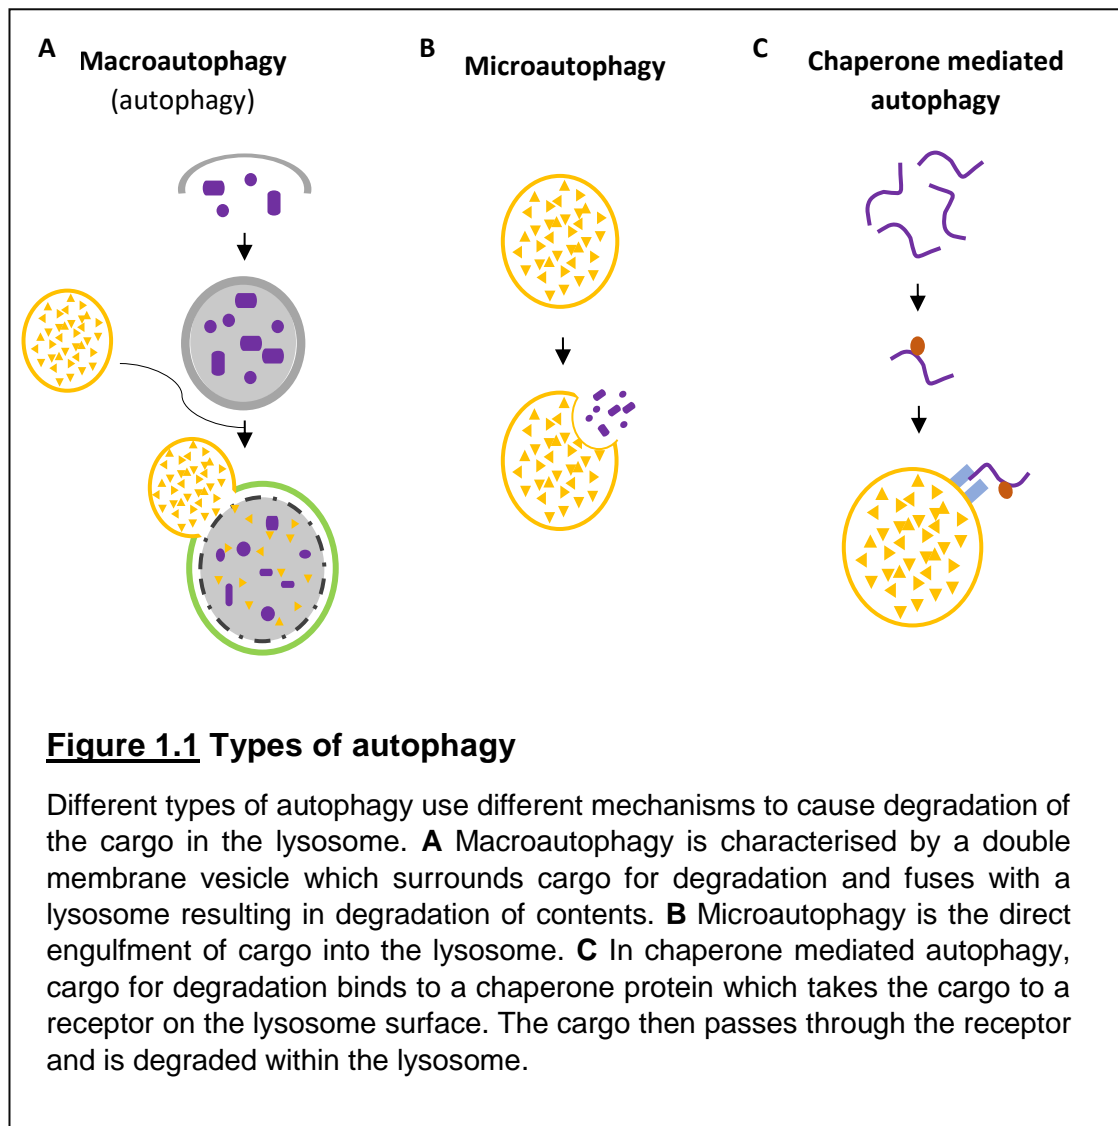 A
Macroautophagy
(autophagy)
B
Microautophagy
C
Chaperone mediated
autophagy
Figure 1.1 Types of autophagy
Different types of autophagy use different mechanisms to cause degradation of
the cargo in the lysosome. A Macroautophagy is characterised by a double
membrane vesicle which surrounds cargo for degradation and fuses with a
lysosome resulting in degradation of contents. B Microautophagy is the direct
engulfment of cargo into the lysosome. C In chaperone mediated autophagy,
cargo for degradation binds to a chaperone protein which takes the cargo to a
receptor on the lysosome surface. The cargo then passes through the receptor
and is degraded within the lysosome.